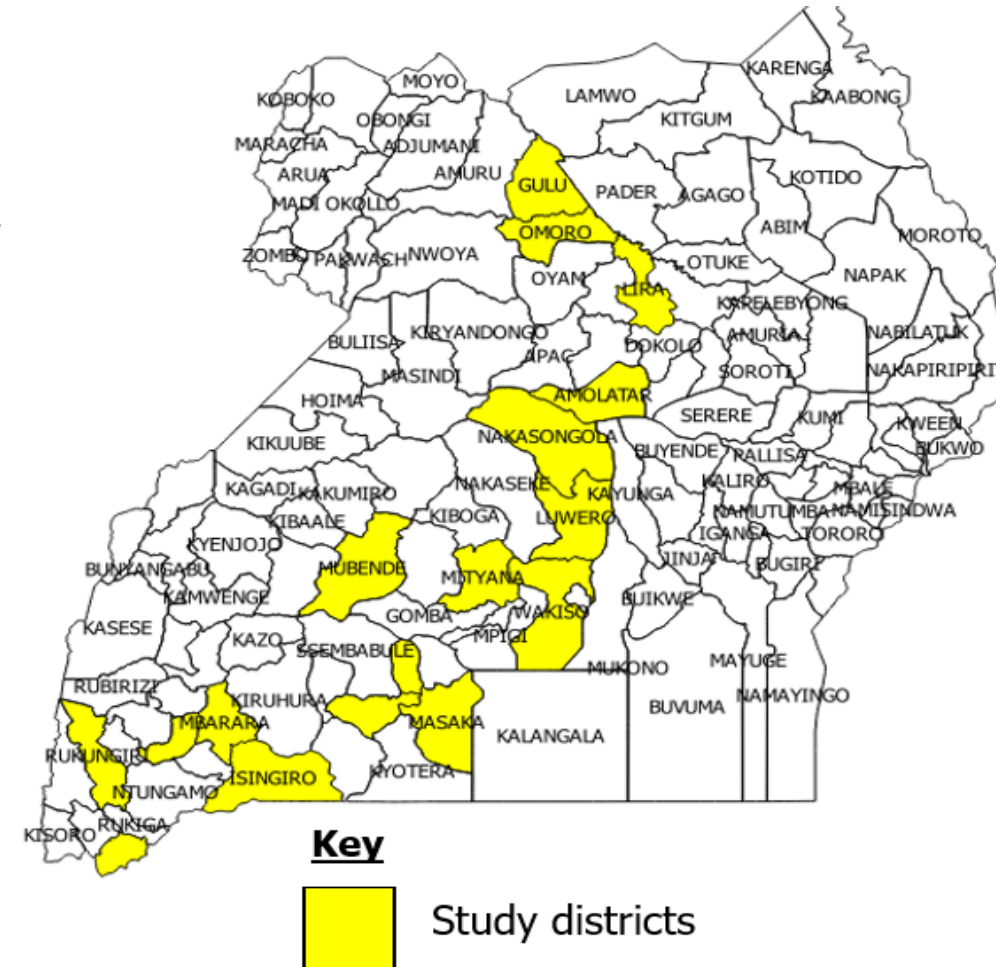 KARENGA
MOYO
KOBOKO
LAMWO
KAABONG
OBONGI
KITGUM
MARACHA
ADJUMANI
ARUA
AMURU
KOTIDO
GULU
PADER
AGAGO
MADI OKOLLO
ABIM
OMORO
MOROTO
ZOMBO
PAKWACH
NWOYA
OTUKE
NAPAK
OYAM
LIRA
KAPELEBYONG
KIRYANDONGO
AMURIA
NABILATUK
BULIISA
DOKOLO
APAC
MASINDI
SOROTI
NAKAPIRIPIRIT
AMOLATAR
HOIMA
SERERE
KUMI
KWEEN
NAKASONGOLA
KIKUUBE
BUYENDE
PALLISA
BUKWO
KAGADI
KAKUMIRO
NAKASEKE
KAYUNGA
KALIRO
MBALE
KIBOGA
LUWERO
NAMUTUMBA
NAMISINDWA
KIBAALE
IGANGA
TORORO
KYENJOJO
JINJA
BUGIRI
BUNYANGABU
MUBENDE
MITYANA
KAMWENGE
BUIKWE
GOMBA
WAKISO
KASESE
KAZO
MPIGI
SSEMBABULE
MUKONO
MAYUGE
RUBIRIZI
KIRUHURA
NAMAYINGO
BUVUMA
MBARARA
MASAKA
KALANGALA
RUKUNGIRI
KYOTERA
ISINGIRO
NTUNGAMO
RUKIGA
KISORO
Key
Study districts